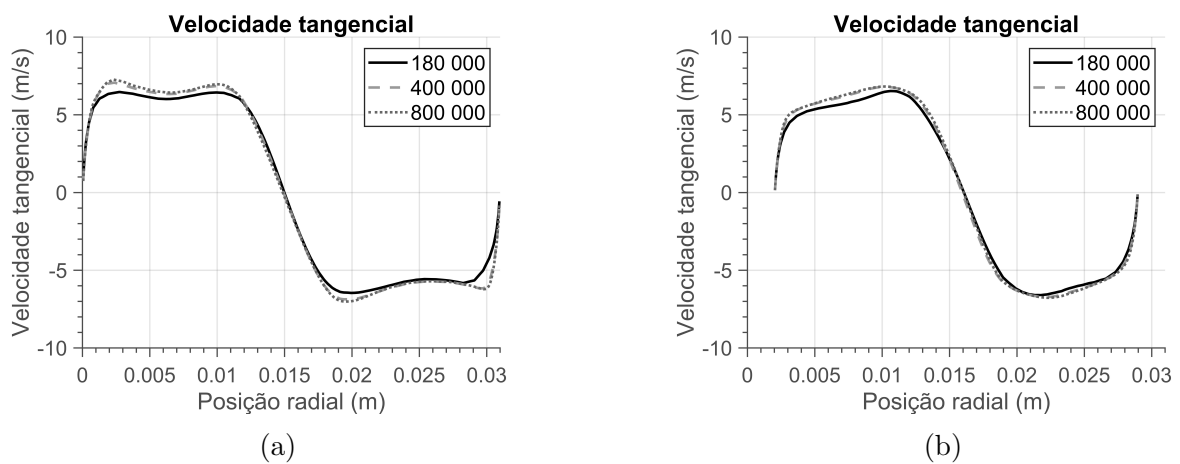 Velocidade tangencial
10
5
0
-5
-10
Velocidade tangencial (m/s)
180 000
400 000
800 000
0 0.005 0.01 0.015 0.02 0.025 0.03
Posição radial (m)
(a)
Velocidade tangencial
10
5
0
-5
-10
Velocidade tangencial (m/s)
180 000
400 000
800 000
0 0.005 0.01 0.015 0.02 0.025 0.03
Posição radial (m)
(b)